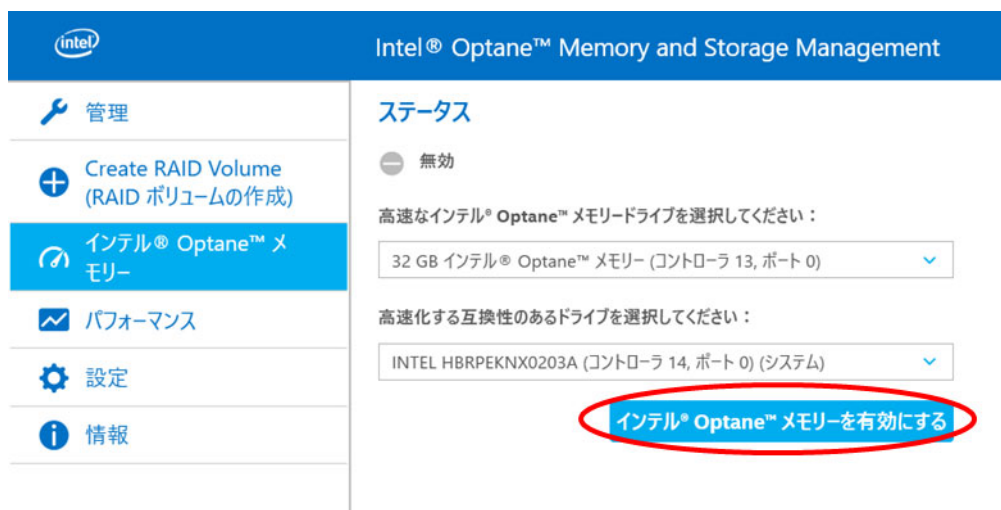 intel
Intel® Optane™ Memory and Storage Management
管理
Create RAID Volume
(RAID ボリュームの作成)
インテル® Optane™ メ
モリー
パフォーマンス
設定
情報
ステータス
無効
高速なインテル® Optane™ メモリードライブを選択してください：
32 GB インテル® Optane™ メモリー (コントローラ 13, ポート 0)
高速化する互換性のあるドライブを選択してください：
INTEL HBRPEKNX0203A (コントローラ 14, ポート 0) (システム)
インテル® Optane™ メモリーを有効にする